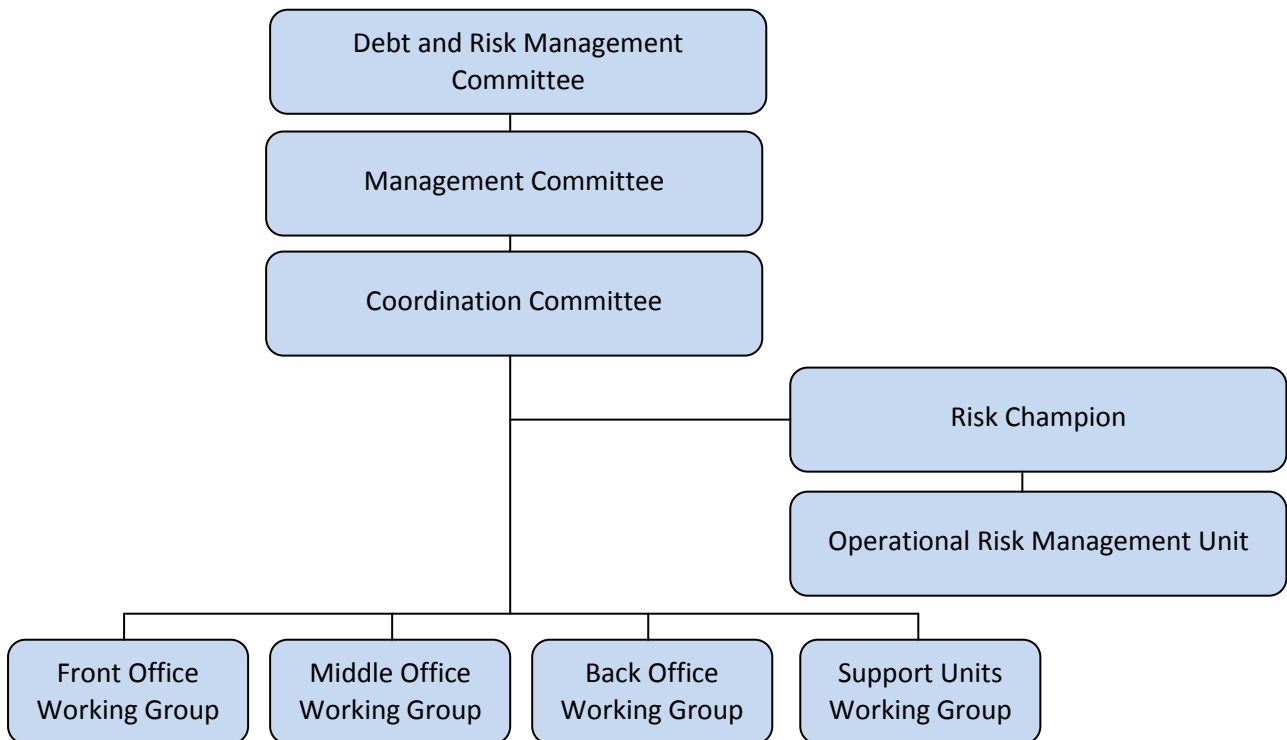 Debt and Risk Management
Committee
Management Committee
Coordination Committee
Risk Champion
Operational Risk Management Unit
Front Office
Working Group
Middle Office
Working Group
Back Office
Working Group
Support Units
Working Group